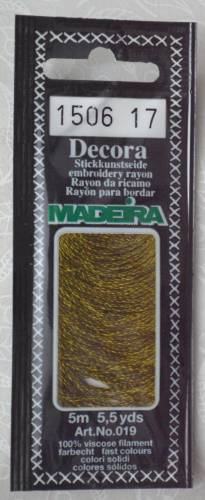 1506 17
Decora
Stickkunstseide
embroidery rayon
Rayon da ricamo
Rayón para bordar
MADEIRA
5m 5,5 yds
Art.No.019
100% viscose filament
farbecht fast colours
colori solidi
colores sólidos